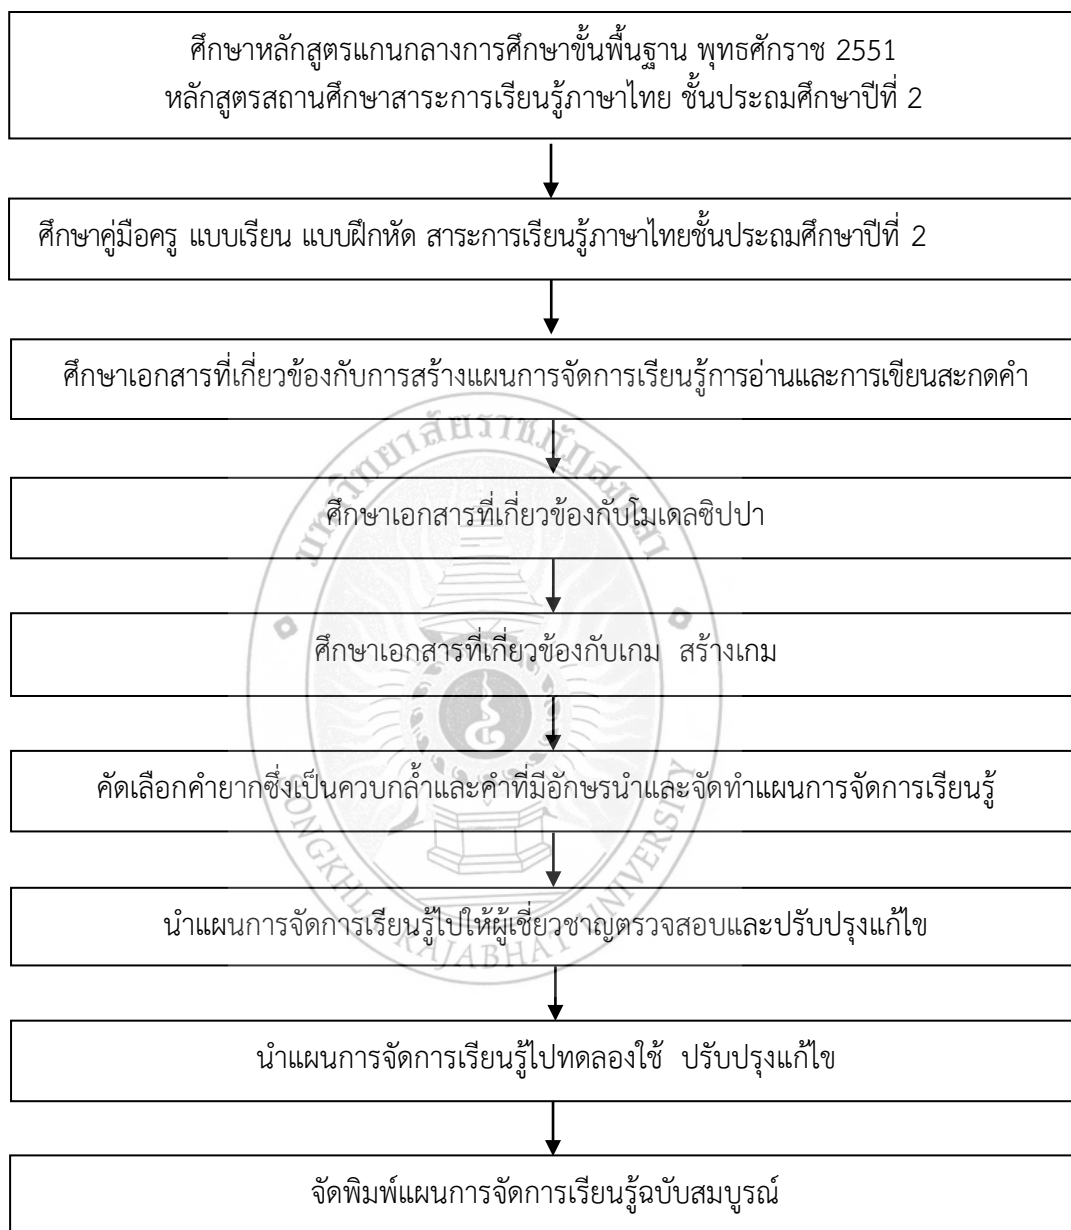 ศึกษาหลักสูตรแกนกลางการศึกษาขั้นพื้นฐาน พุทธศักราช 2551
หลักสูตรสถานศึกษาสาระการเรียนรู้ภาษาไทย ชั้นประถมศึกษาปีที่ 2
ศึกษาคู่มือครู แบบเรียน แบบฝึกหัด สาระการเรียนรู้ภาษาไทยชั้นประถมศึกษาปีที่ 2
ศึกษาเอกสารที่เกี่ยวข้องกับการสร้างแผนการจัดการเรียนรู้การอ่านและการเขียนสะกดคำ
มหาวิทยาลัยราชภัฏสงขลา
ศึกษาเอกสารที่เกี่ยวข้องกับโมเดลซิปปา
ศึกษาเอกสารที่เกี่ยวข้องกับเกม สร้างเกม
คัดเลือกคำยากซึ่งเป็นควบกล้ำและคำที่มีอักษรนำและจัดทำแผนการจัดการเรียนรู้
นำแผนการจัดการเรียนรู้ไปให้ผู้เชี่ยวชาญตรวจสอบและปรับปรุงแก้ไข
SONGKHLA RAJABHAT UNIVERSITY
นำแผนการจัดการเรียนรู้ไปทดลองใช้ ปรับปรุงแก้ไข
จัดพิมพ์แผนการจัดการเรียนรู้ฉบับสมบูรณ์